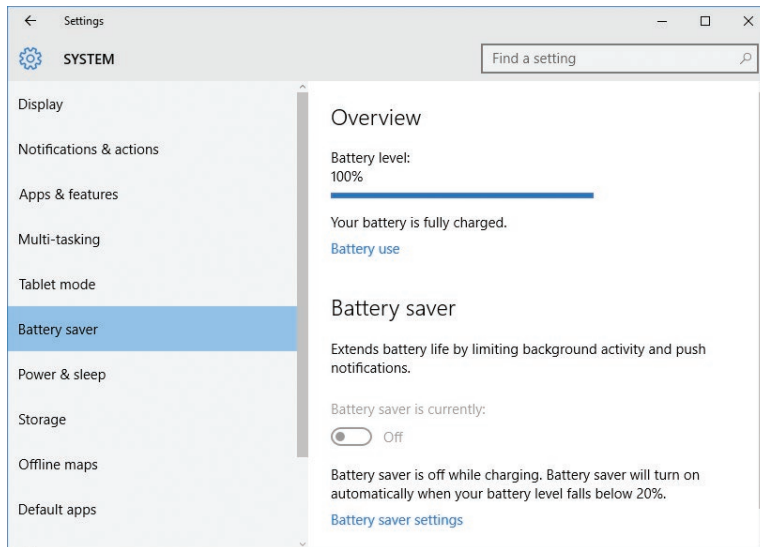 Settings
SYSTEM
Find a setting
Display
Notifications & actions
Apps & features
Multi-tasking
Tablet mode
Battery saver
Power & sleep
Storage
Offline maps
Default apps
Overview
Battery level:
100%
Your battery is fully charged.
Battery use
Battery saver
Extends battery life by limiting background activity and push
notifications.
Battery saver is currently:
Off
Battery saver is off while charging. Battery saver will turn on
automatically when your battery level falls below 20%.
Battery saver settings